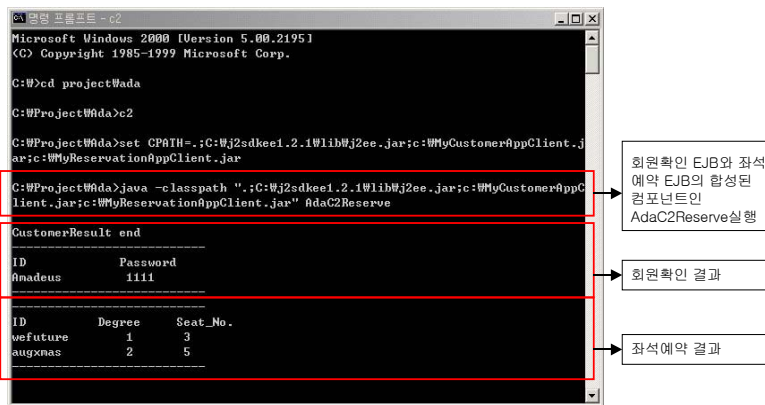 명령 프롬프트 - c2
Microsoft Windows 2000 [Version 5.00.2195]
(C) Copyright 1985-1999 Microsoft Corp.
C:₩>cd project₩ada
C:₩Project₩Ada>c2
C:₩Project₩Ada>set CPATH=.;C:₩j2sdkee1.2.1₩lib₩j2ee.jar;c:₩MyCustomerAppClient.j
ar;c:₩MyReservationAppClient.jar
C:₩Project₩Ada>java -classpath ".;C:₩j2sdkee1.2.1₩lib₩j2ee.jar;c:₩MyCustomerAppC
lient.jar;c:₩MyReservationAppClient.jar" AdaC2Reserve
회원확인 EJB와 좌석
예약 EJB의 합성된
컴포넌트인
AdaC2Reserve실행
CustomerResult end
---------------------------
ID Password
Amadeus 1111
---------------------------
회원확인 결과
---------------------------
ID Degree Seat_No.
wefuture 1 3
augxmas 2 5
---------------------------
좌석예약 결과